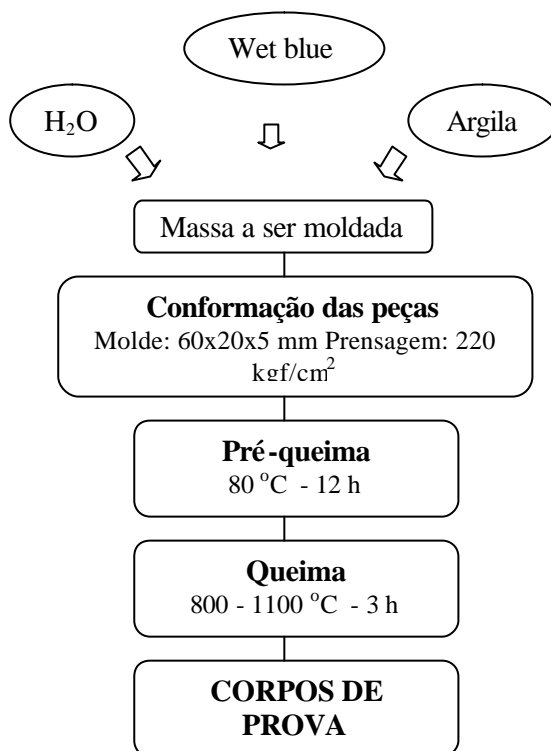 Wet blue
H₂O
Argila
Massa a ser moldada
Conformação das peças
Molde: 60x20x5 mm Prensagem: 220
kgf/cm²
Pré-queima
80 °C - 12 h
Queima
800 - 1100 °C - 3 h
CORPOS DE
PROVA